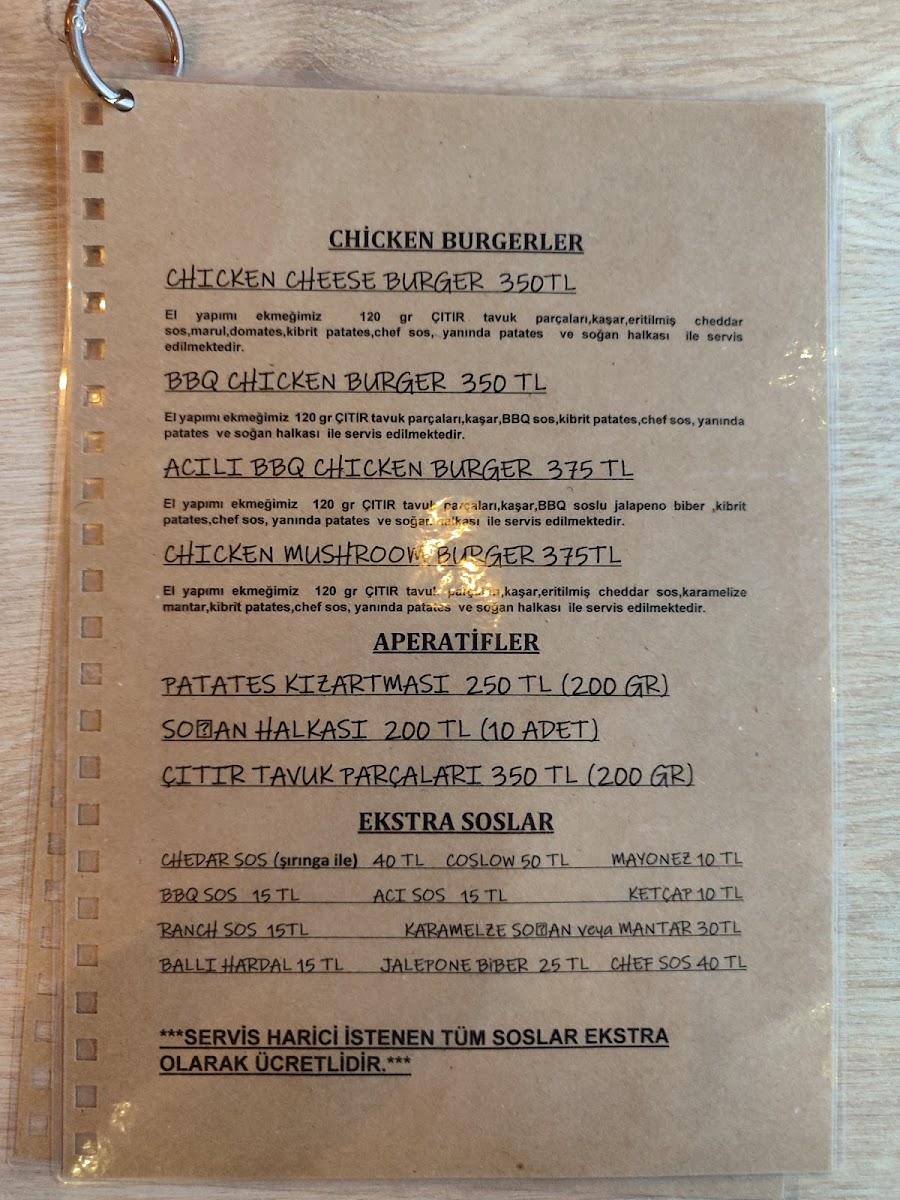 CHİCKEN BURGERLER
CHICKEN CHEESE BURGER 350TL
El yapımı ekmeğimiz 120 gr ÇITIR tavuk parçaları,kaşar,eritilmiş cheddar
sos,marul,domates,kibrit patates,chef sos, yanında patates ve soğan halkası ile servis
edilmektedir.
BBQ CHICKEN BURGER 350 TL
El yapımı ekmeğimiz 120 gr ÇITIR tavuk parçaları,kaşar,BBQ sos,kibrit patates,chef sos, yanında
patates ve soğan halkası ile servis edilmektedir.
ACILI BBQ CHICKEN BURGER 375 TL
El yapımı ekmeğimiz 120 gr ÇITIR tavuk parçaları,kaşar,BBQ soslu jalapeno biber ,kibrit
patates,chef sos, yanında patates ve soğan halkası ile servis edilmektedir.
CHICKEN MUSHROOM BURGER 375TL
El yapımı ekmeğimiz 120 gr ÇITIR tavuk parçaları,kaşar,eritilmiş cheddar sos,karamelize
mantar,kibrit patates,chef sos, yanında patates ve soğan halkası ile servis edilmektedir.
APERATİFLER
PATATES KIZARTMASI 250 TL (200 GR)
SO⍰AN HALKASI 200 TL (10 ADET)
ÇITIR TAVUK PARÇALARI 350 TL (200 GR)
EKSTRA SOSLAR
CHEDAR SOS (şırınga ile) 40 TL COSLOW 50 TL MAYONEZ 10 TL
BBQ SOS 15 TL ACI SOS 15 TL KETÇAP 10 TL
RANCH SOS 15TL KARAMELZE SO⍰AN veya MANTAR 30TL
BALLI HARDAL 15 TL JALEPONE BİBER 25 TL CHEF SOS 40 TL
***SERVİS HARİCİ İSTENEN TÜM SOSLAR EKSTRA
OLARAK ÜCRETLİDİR.***